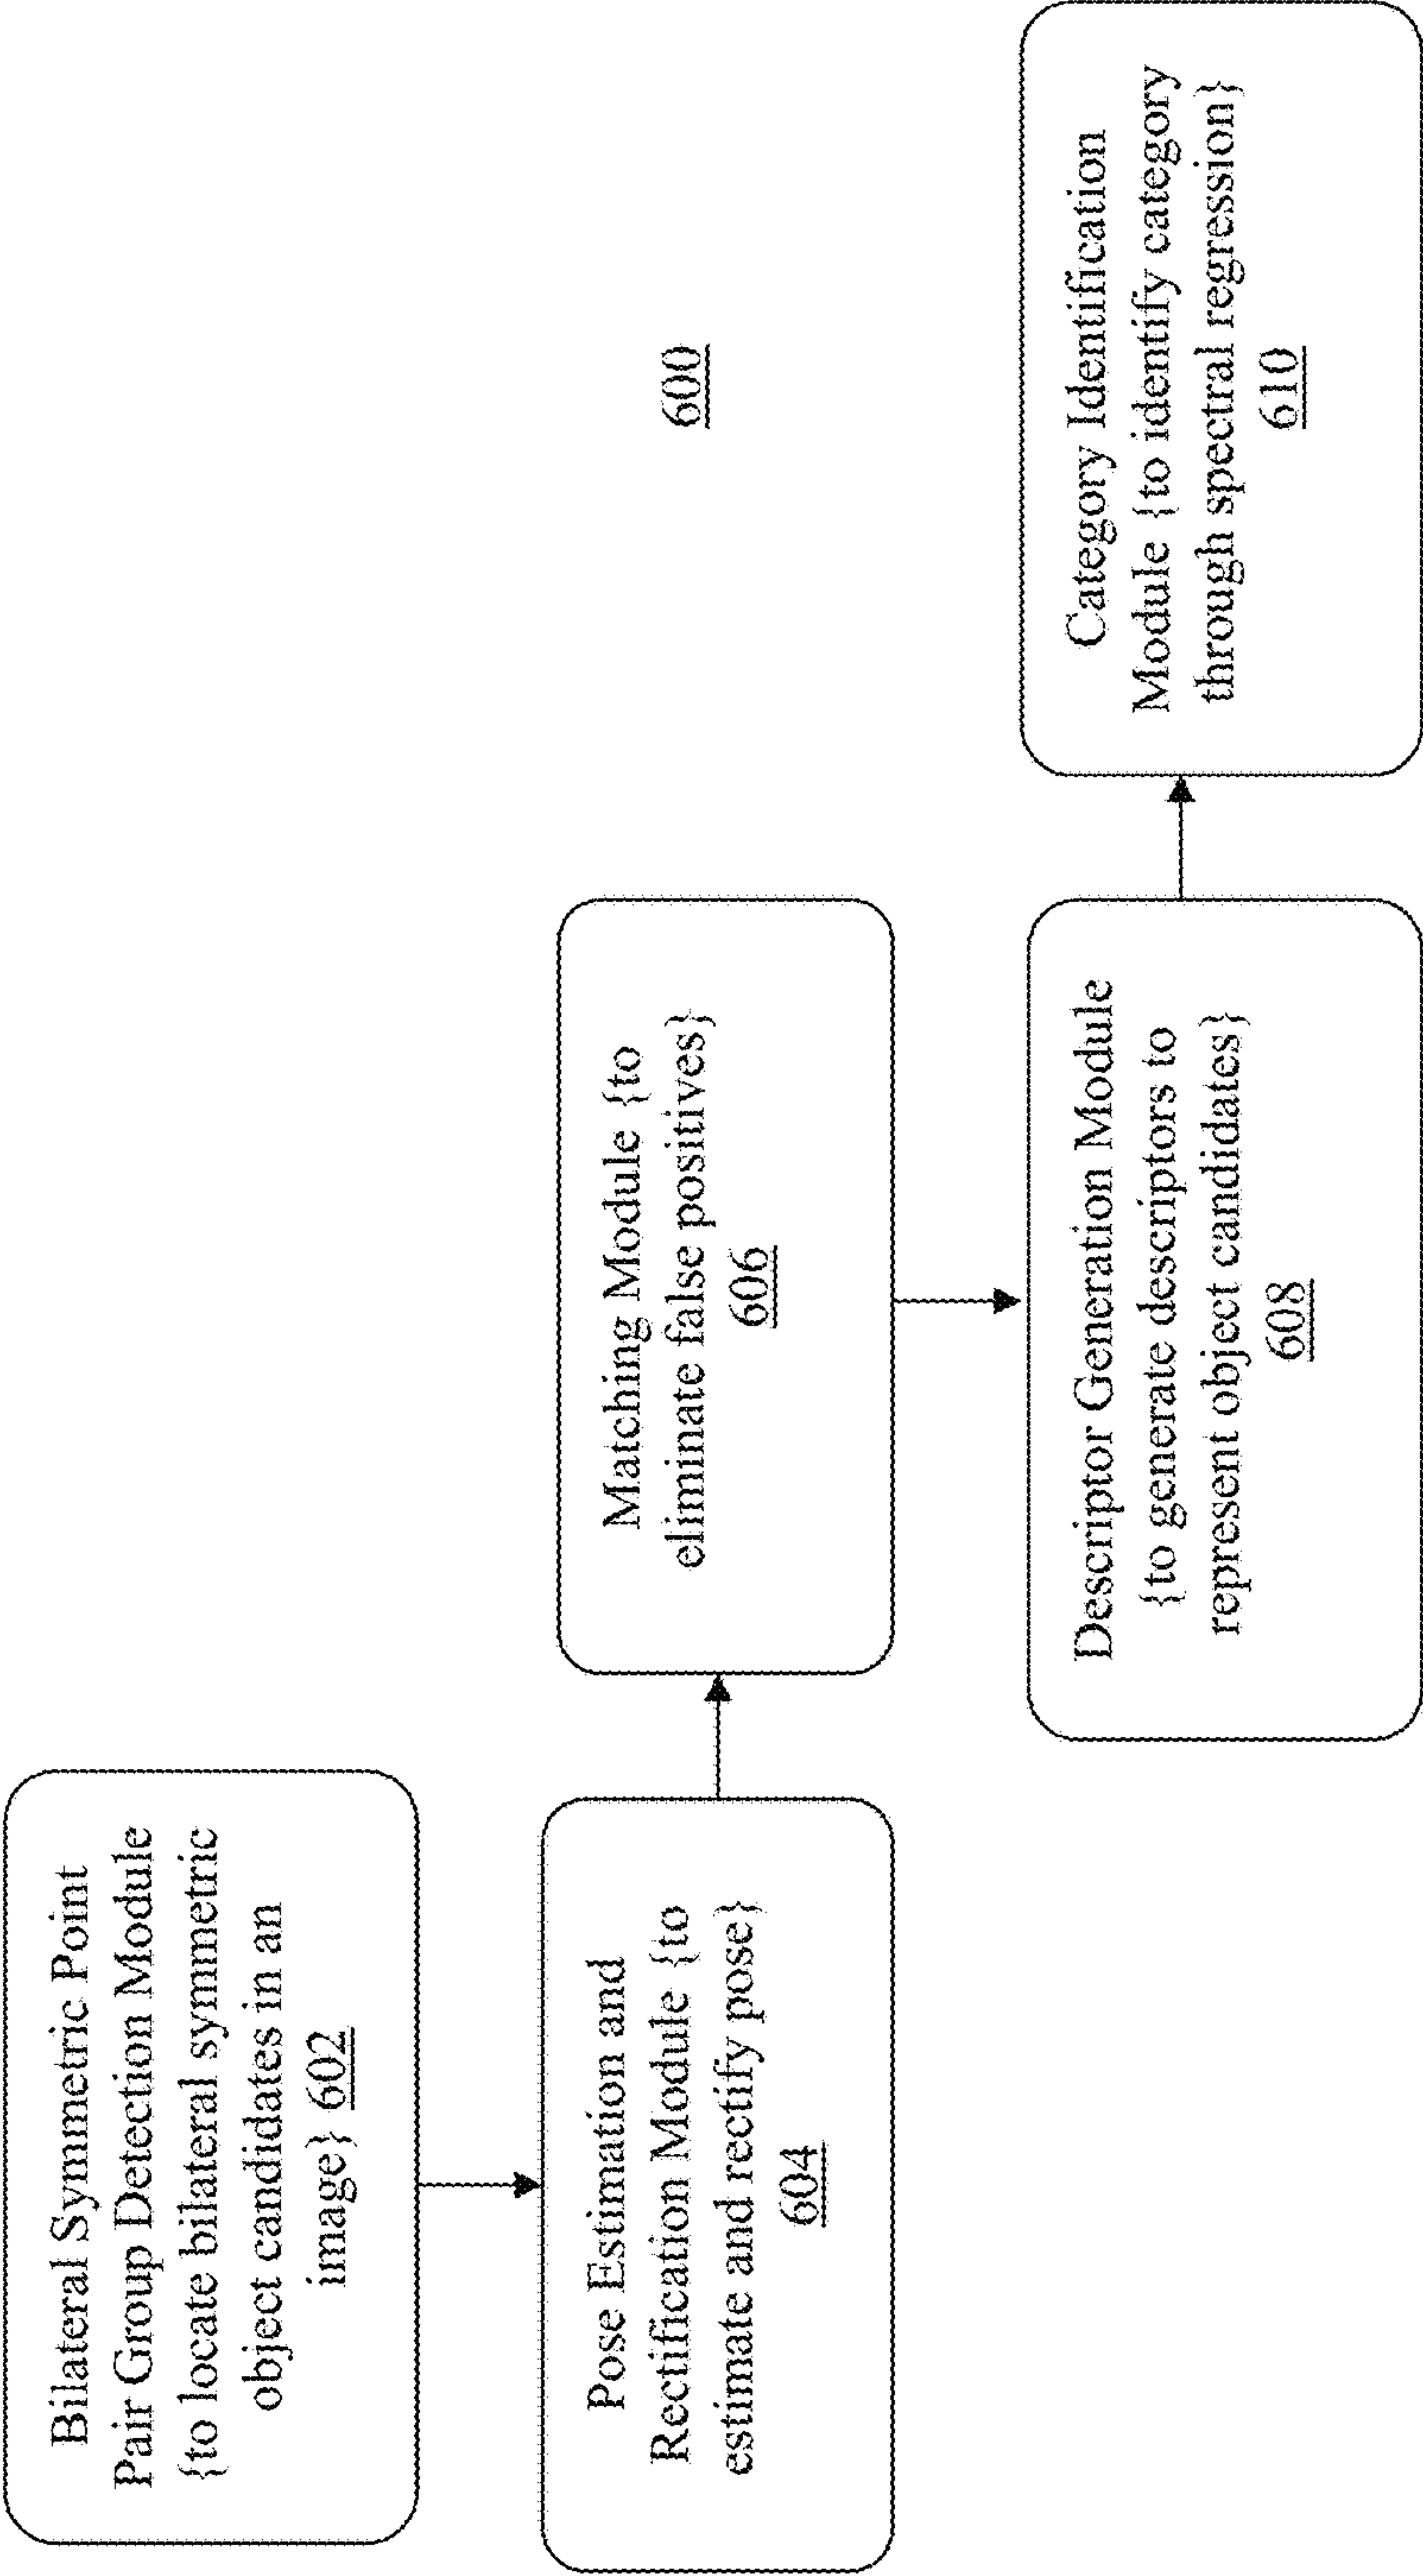 Bilateral Symmetric Point
Pair Group Detection Module
{to locate bilateral symmetric
object candidates in an
image} 602
Pose Estimation and
Rectification Module {to
estimate and rectify pose}
604
Matching Module {to
eliminate false positives}
606
600
Descriptor Generation Module
{to generate descriptors to
represent object candidates}
608
Category Identification
Module {to identify category
through spectral regression}
610